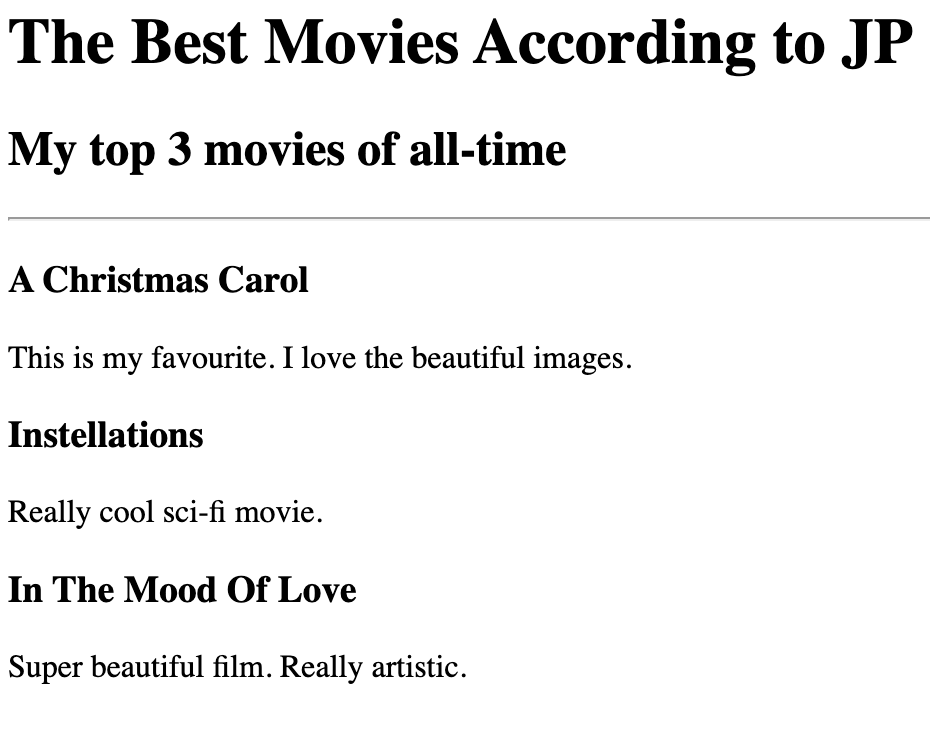 The Best Movies According to JP
My top 3 movies of all-time
A Christmas Carol
This is my favourite. I love the beautiful images.
Instellations
Really cool sci-fi movie.
In The Mood Of Love
Super beautiful film. Really artistic.